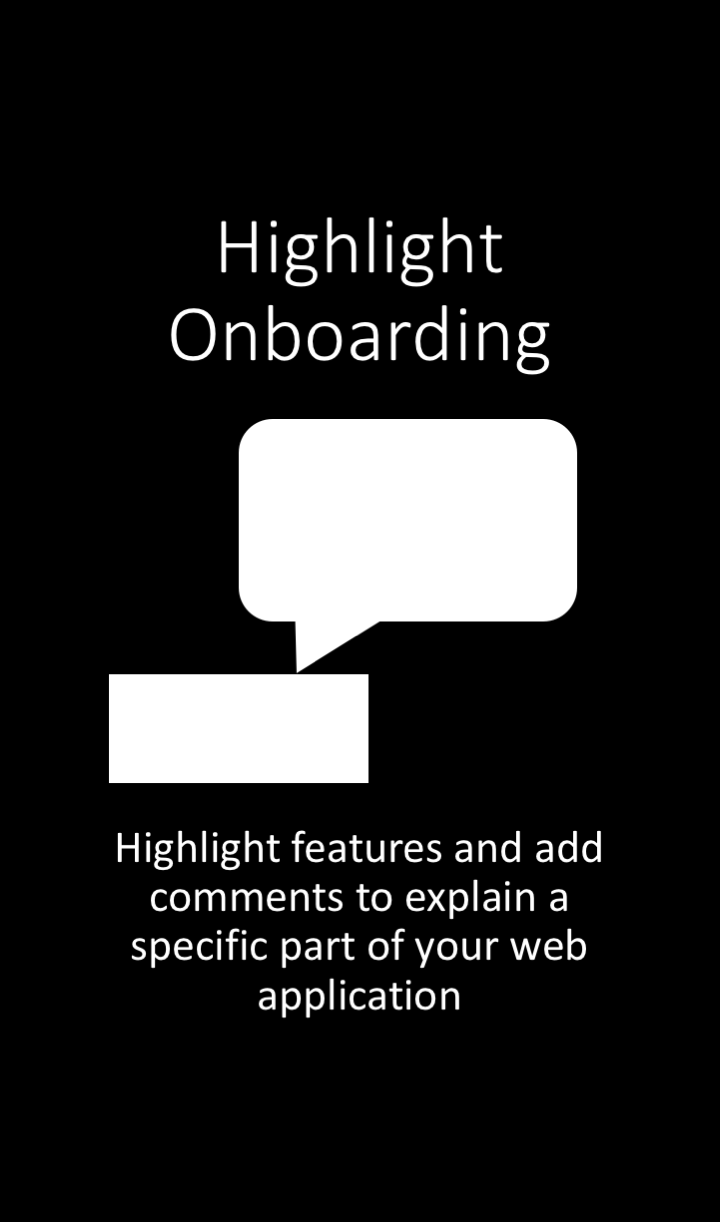 Highlight
Onboarding
Highlight features and add
comments to explain a
specific part of your web
application